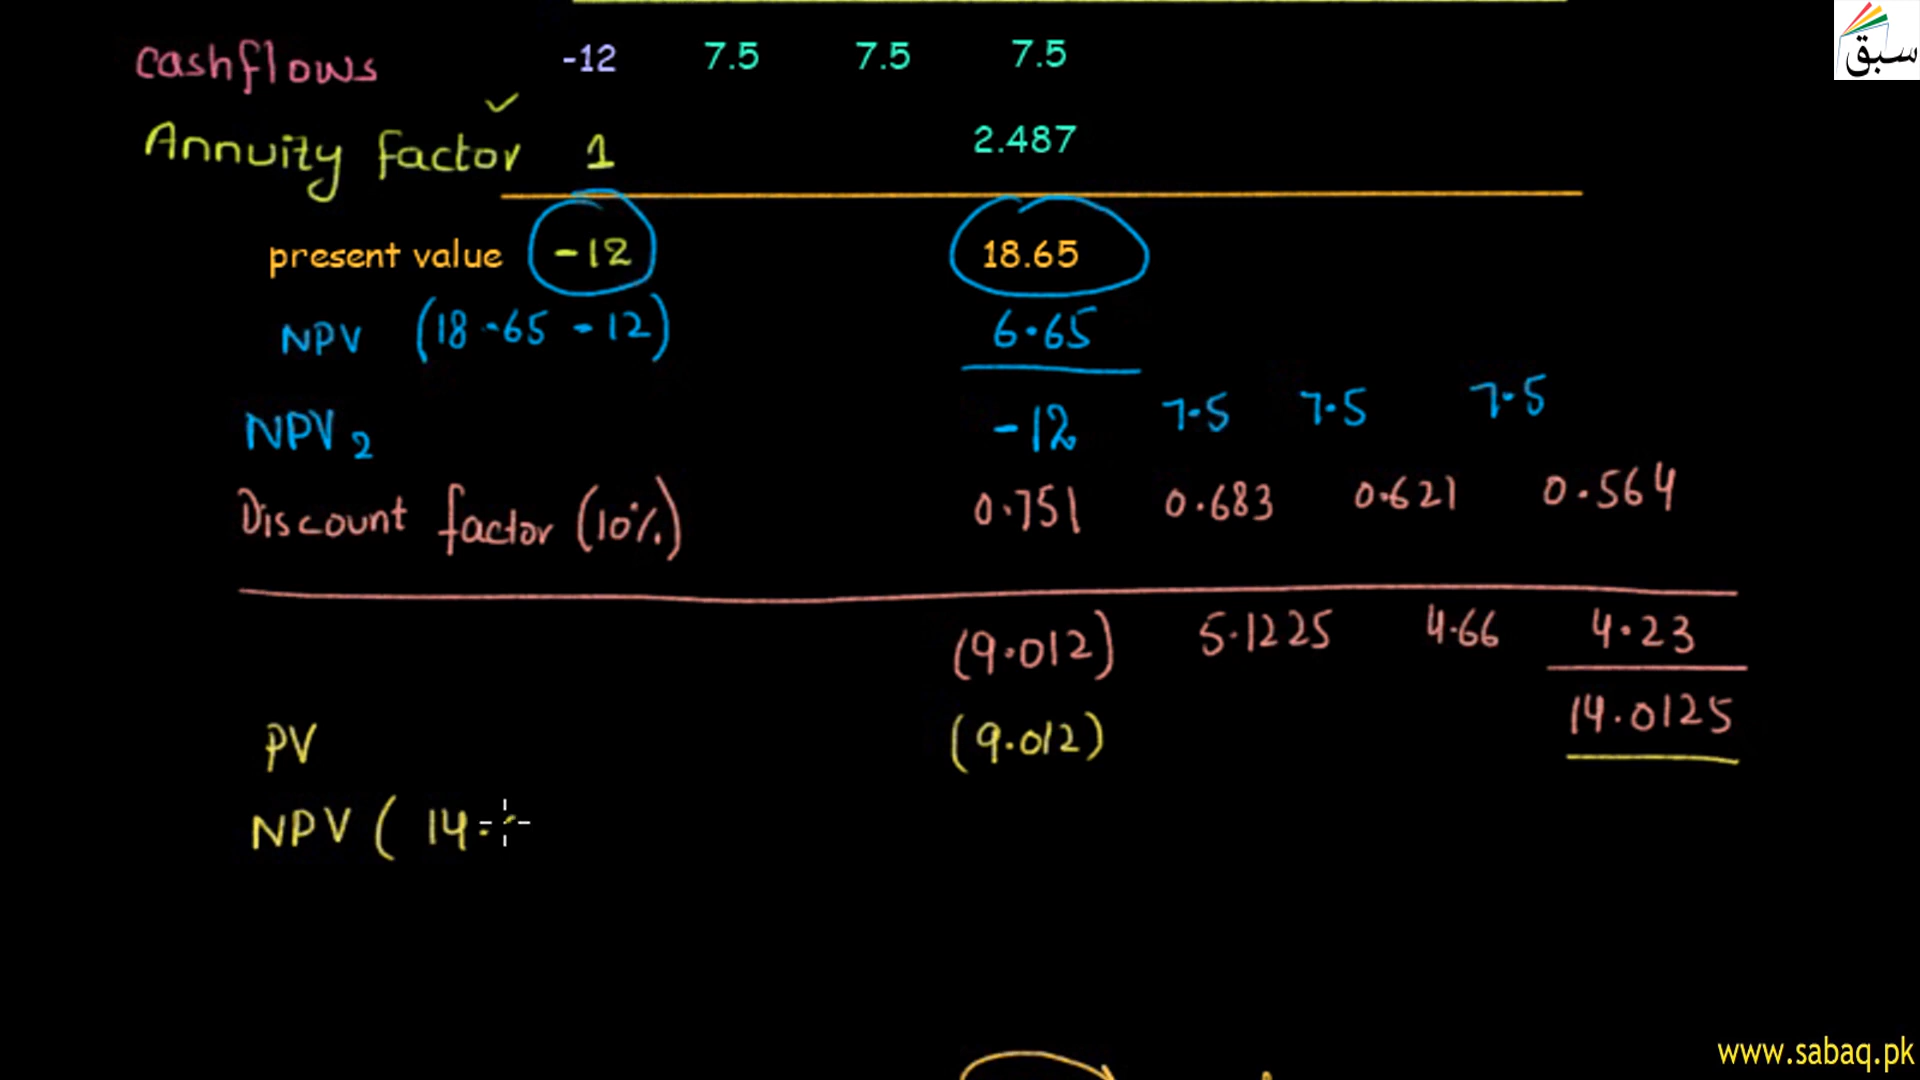 سبق
cashflows -12 7.5 7.5 7.5
Annuity factor ✓ 1 2.487
present value -12 18.65
NPV (18.65 - 12) 6.65
NPV 2 -12 7.5 7.5 7.5
Discount factor (10%) 0.751 0.683 0.621 0.564
(9.012) 5.1225 4.66 4.23
14.0125
PV (9.012)
NPV ( 14.
www.sabaq.pk